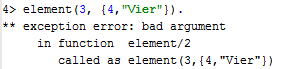 4> element(3, {4,"Vier"}).
** exception error: bad argument
in function element/2
called as element(3,{4,"Vier"})